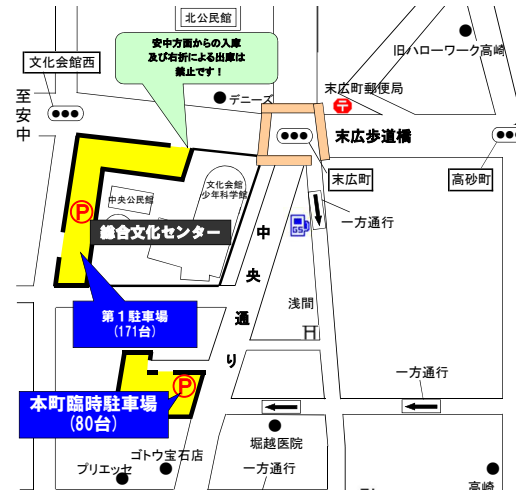 北公民館
旧ハローワーク高崎
安中方面からの入庫
及び右折による出庫は
禁止です！
文化会館西
至安中
デニーズ
末広町郵便局
末広歩道橋
末広町
高砂町
文化会館
少年科学館
中央公民館
P
総合文化センター
GS
一方通行
中央通り
浅間
第１駐車場
(171台)
一方通行
P
本町臨時駐車場
(80台)
堀越医院
ゴトウ宝石店
プリエッセ
一方通行
高崎